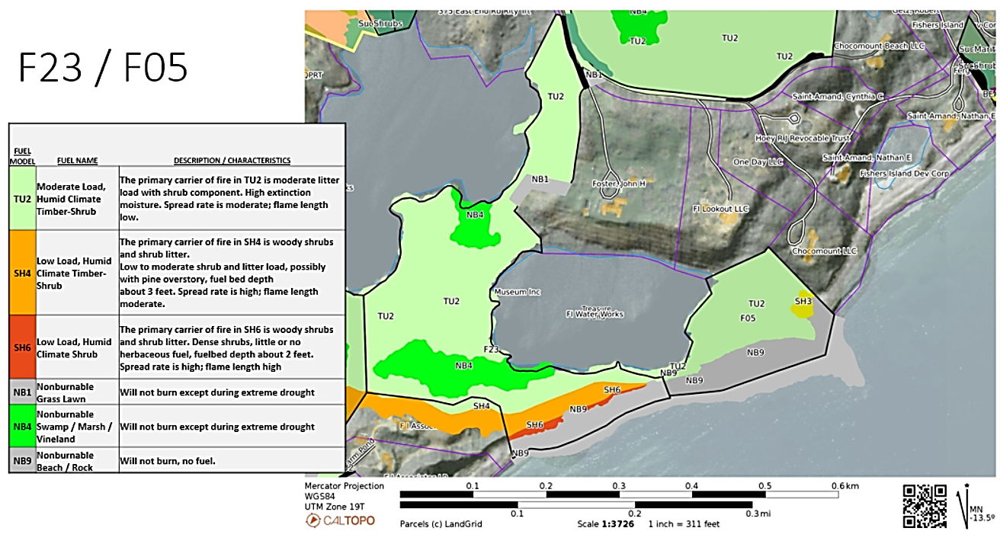 F23 / F05
FUEL
MODEL
FUEL NAME
DESCRIPTION / CHARACTERISTICS
TU2
Moderate Load,
Humid Climate
Timber-Shrub
The primary carrier of fire in TU2 is moderate litter
load with shrub component. High extinction
moisture. Spread rate is moderate; flame length
low.
SH4
Low Load, Humid
Climate Timber-
Shrub
The primary carrier of fire in SH4 is woody shrubs
and shrub litter.
Low to moderate shrub and litter load, possibly
with pine overstory, fuel bed depth
about 3 feet. Spread rate is high; flame length
moderate.
SH6
Low Load, Humid
Climate Shrub
The primary carrier of fire in SH6 is woody shrubs
and shrub litter. Dense shrubs, little or no
herbaceous fuel, fuelbed depth about 2 feet.
Spread rate is high; flame length high
NB1
Nonburnable
Grass Lawn
Will not burn except during extreme drought
NB4
Nonburnable
Swamp / Marsh /
Vineland
Will not burn except during extreme drought
NB9
Nonburnable
Beach / Rock
Will not burn, no fuel.
NB4
Shrubs
TU2
TU2
TU2
Chocomount Beach LLC
Fishers Island
NB1
TU2
Saint-Amand, Cynthia C
Saint-Amand, Nathan E
Hoey R J Revocable Trust
Saint-Amand, Nathan E
One Day LLC
Fishers Island Dev Corp
NB1
Foster, John H
FI Lookout LLC
NB4
Chocomount LLC
Museum Inc
TU2
TU2
Treasure
FI Water Works
TU2
SH3
F05
F23
NB9
NB4
TU2
NB9
NB9
SH6
SH4
NB9
SH6
NB9
Mercator Projection
WGS84
UTM Zone 19T
CALTOPO
0.1
0.2
0.3
0.4
0.5
0.6 km
0.1
0.2
0.3 mi
Parcels (c) LandGrid
Scale 1:3726
1 inch = 311 feet
MN
-13.5°